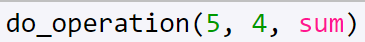 do_operation(5, 4, sum)